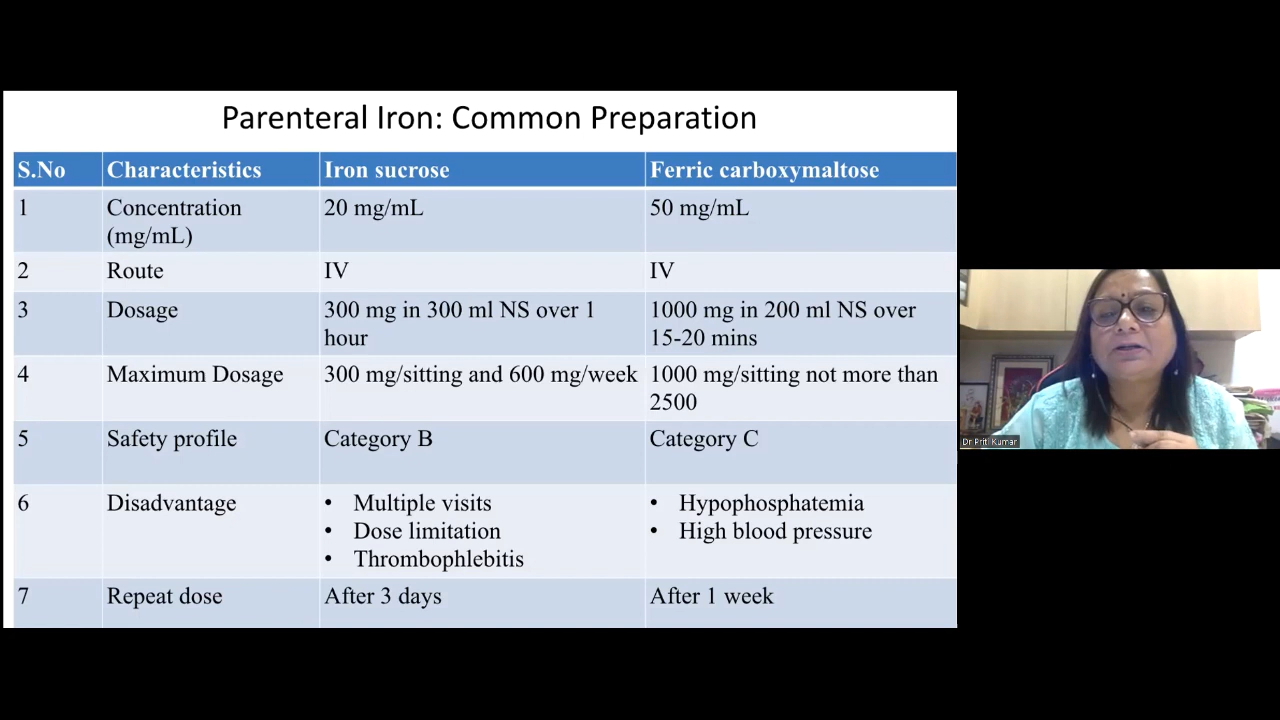 Parenteral Iron: Common Preparation
S.No Characteristics Iron sucrose Ferric carboxymaltose
1 Concentration 20 mg/mL 50 mg/mL
(mg/mL)
2 Route IV IV
3 Dosage 300 mg in 300 ml NS over 1 1000 mg in 200 ml NS over
hour 15-20 mins
4 Maximum Dosage 300 mg/sitting and 600 mg/week 1000 mg/sitting not more than
2500
5 Safety profile Category B Category C
6 Disadvantage • Multiple visits • Hypophosphatemia
• Dose limitation • High blood pressure
• Thrombophlebitis
7 Repeat dose After 3 days After 1 week
Dr Priti Kumar